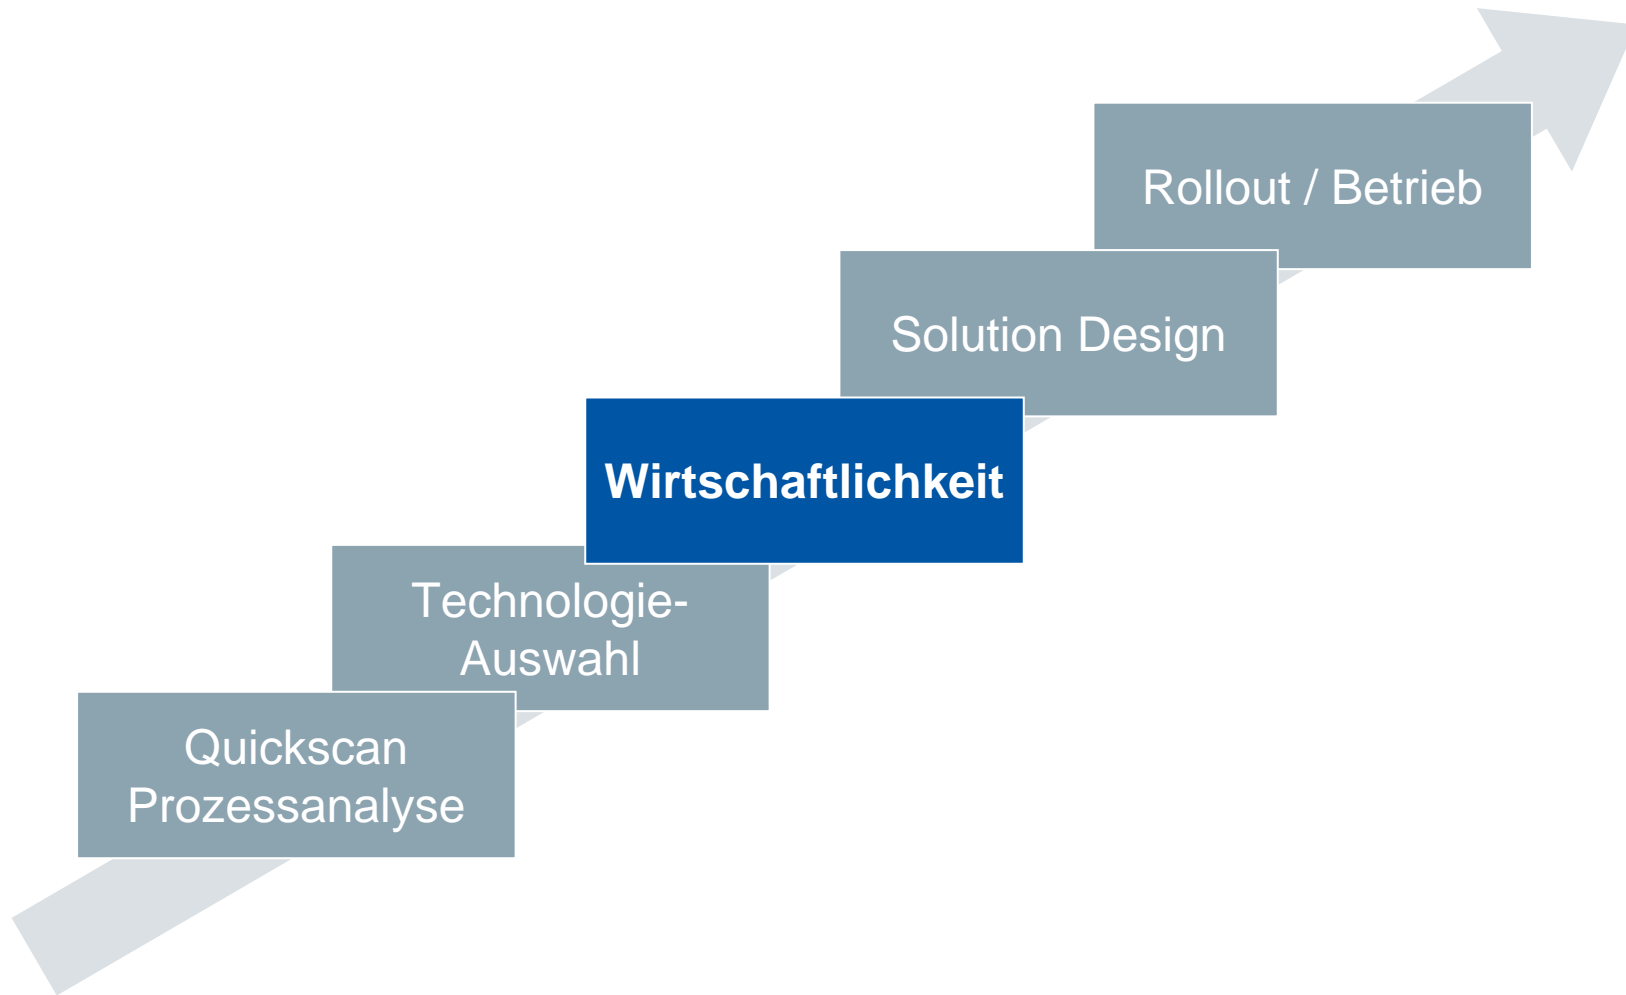 Rollout / Betrieb
Solution Design
Wirtschaftlichkeit
Technologie-
Auswahl
Quickscan
Prozessanalyse